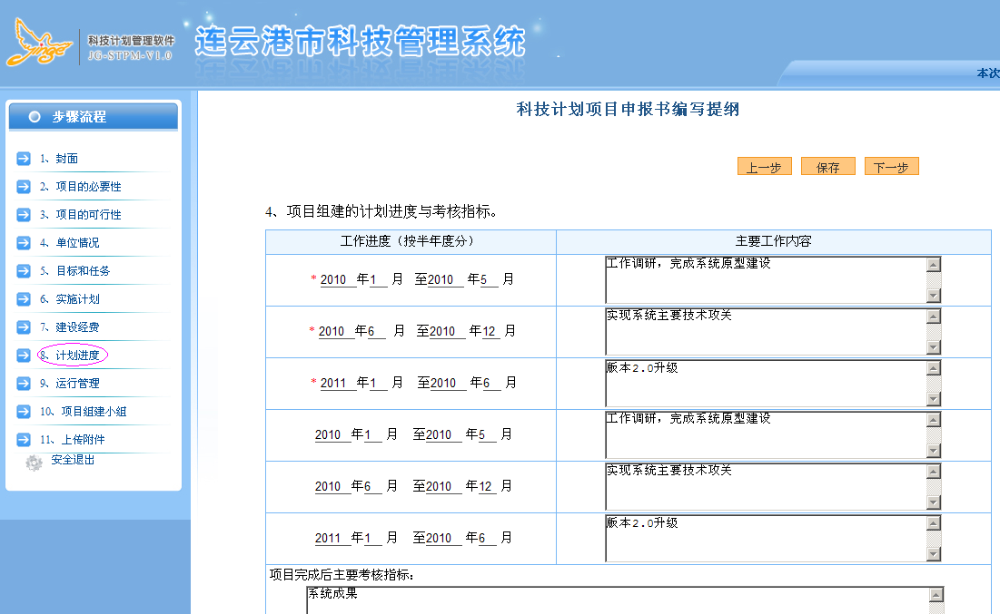 Jinge
科技计划管理软件
JG-STPM-V1.0
连云港市科技管理系统
本次
步骤流程
1、封面
2、项目的必要性
3、项目的可行性
4、单位情况
5、目标和任务
6、实施计划
7、建设经费
8、计划进度
9、运行管理
10、项目组建小组
11、上传附件
安全退出
科技计划项目申报书编写提纲
上一步 保存 下一步
4、项目组建的计划进度与考核指标。
工作进度（按半年度分） 主要工作内容
*2010 年1 月 至2010 年5 月 工作调研，完成系统原型建设
*2010 年6 月 至2010 年12 月 实现系统主要技术攻关
*2011 年1 月 至2010 年6 月 版本2.0升级
2010 年1 月 至2010 年5 月 工作调研，完成系统原型建设
2010 年6 月 至2010 年12 月 实现系统主要技术攻关
2011 年1 月 至2010 年6 月 版本2.0升级
项目完成后主要考核指标：
系统成果